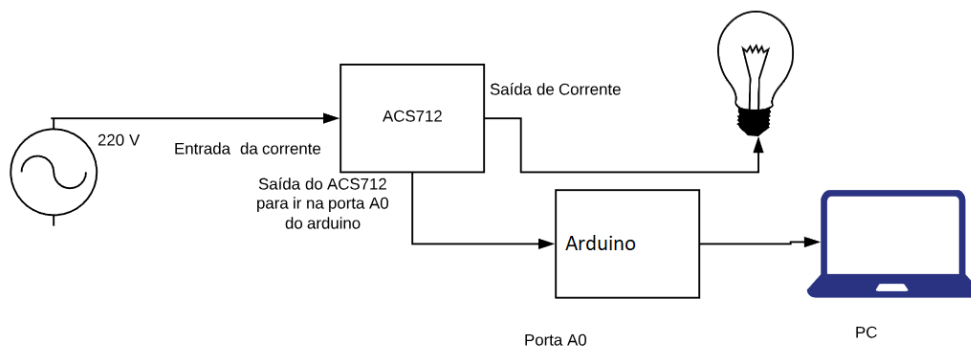 220 V
Entrada da corrente
ACS712
Saída de Corrente
Saída do ACS712
para ir na porta A0
do arduino
Arduino
Porta A0
PC